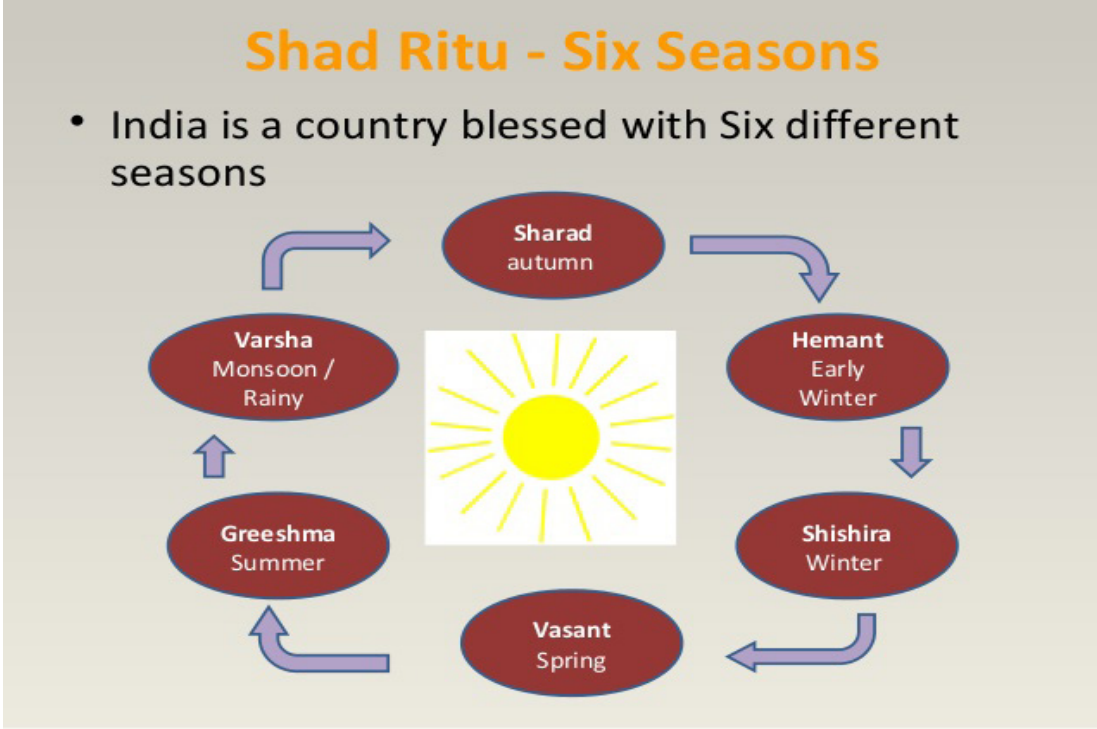 Shad Ritu - Six Seasons
• India is a country blessed with Six different
seasons
Sharad
autumn
Hemant
Early
Winter
Shishira
Winter
Vasant
Spring
Greeshma
Summer
Varsha
Monsoon /
Rainy